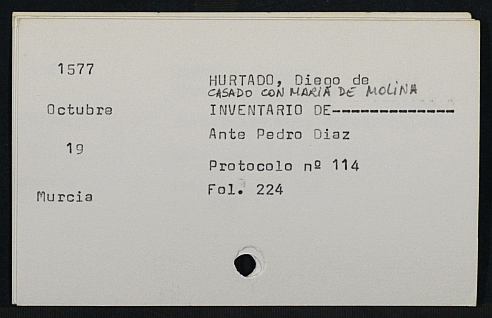 1577
HURTADO, Diego de
CASADO CON MARIA DE MOLINA
Octubre
INVENTARIO DE-------------
Ante Pedro Diaz
19
Protocolo nº 114
Murcia
Fol. 224